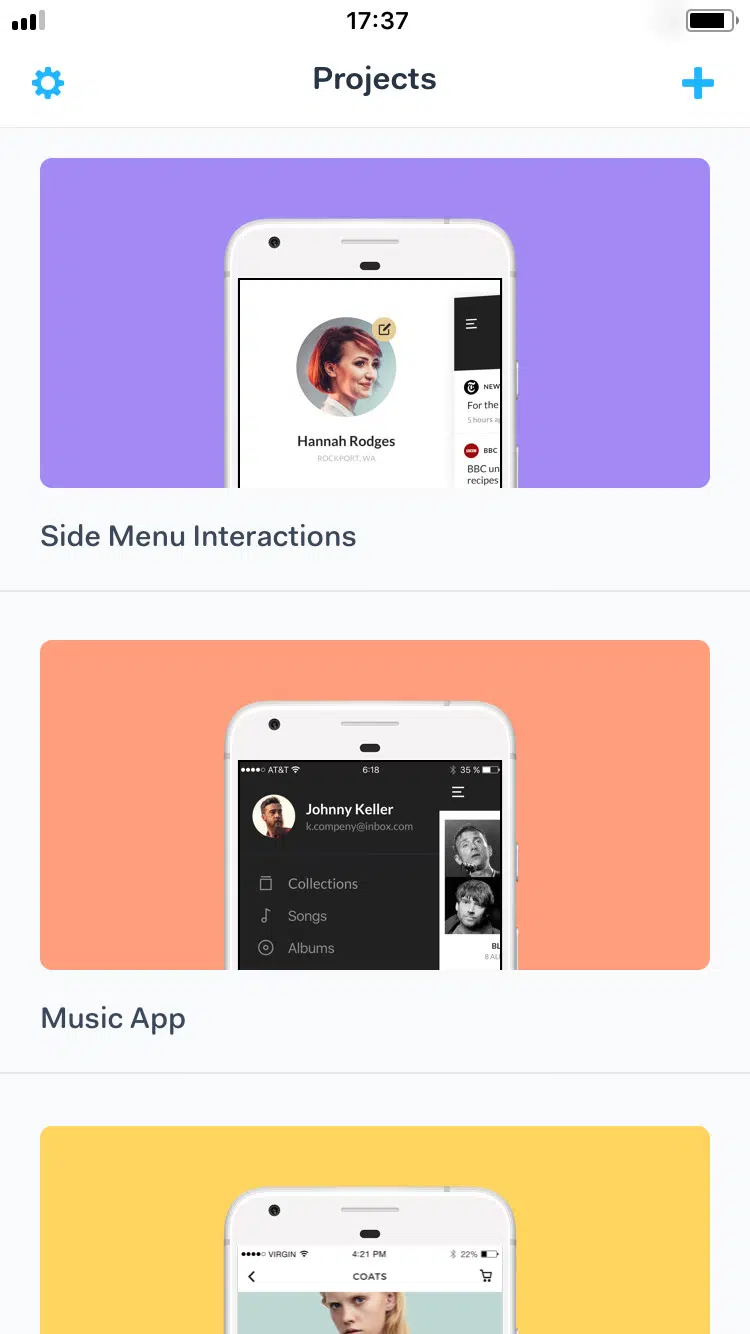 17:37
Projects
Hannah Rodges
ROCKPORT, WA
NEW
For the
5 hours a
BBC
BBC un
recipes
Side Menu Interactions
AT&T 6:18 35 %
Johnny Keller
k.compeny@inbox.com
Collections
Songs
Albums
BL
8 AL
Music App
VIRGIN 4:21 PM 22%
COATS